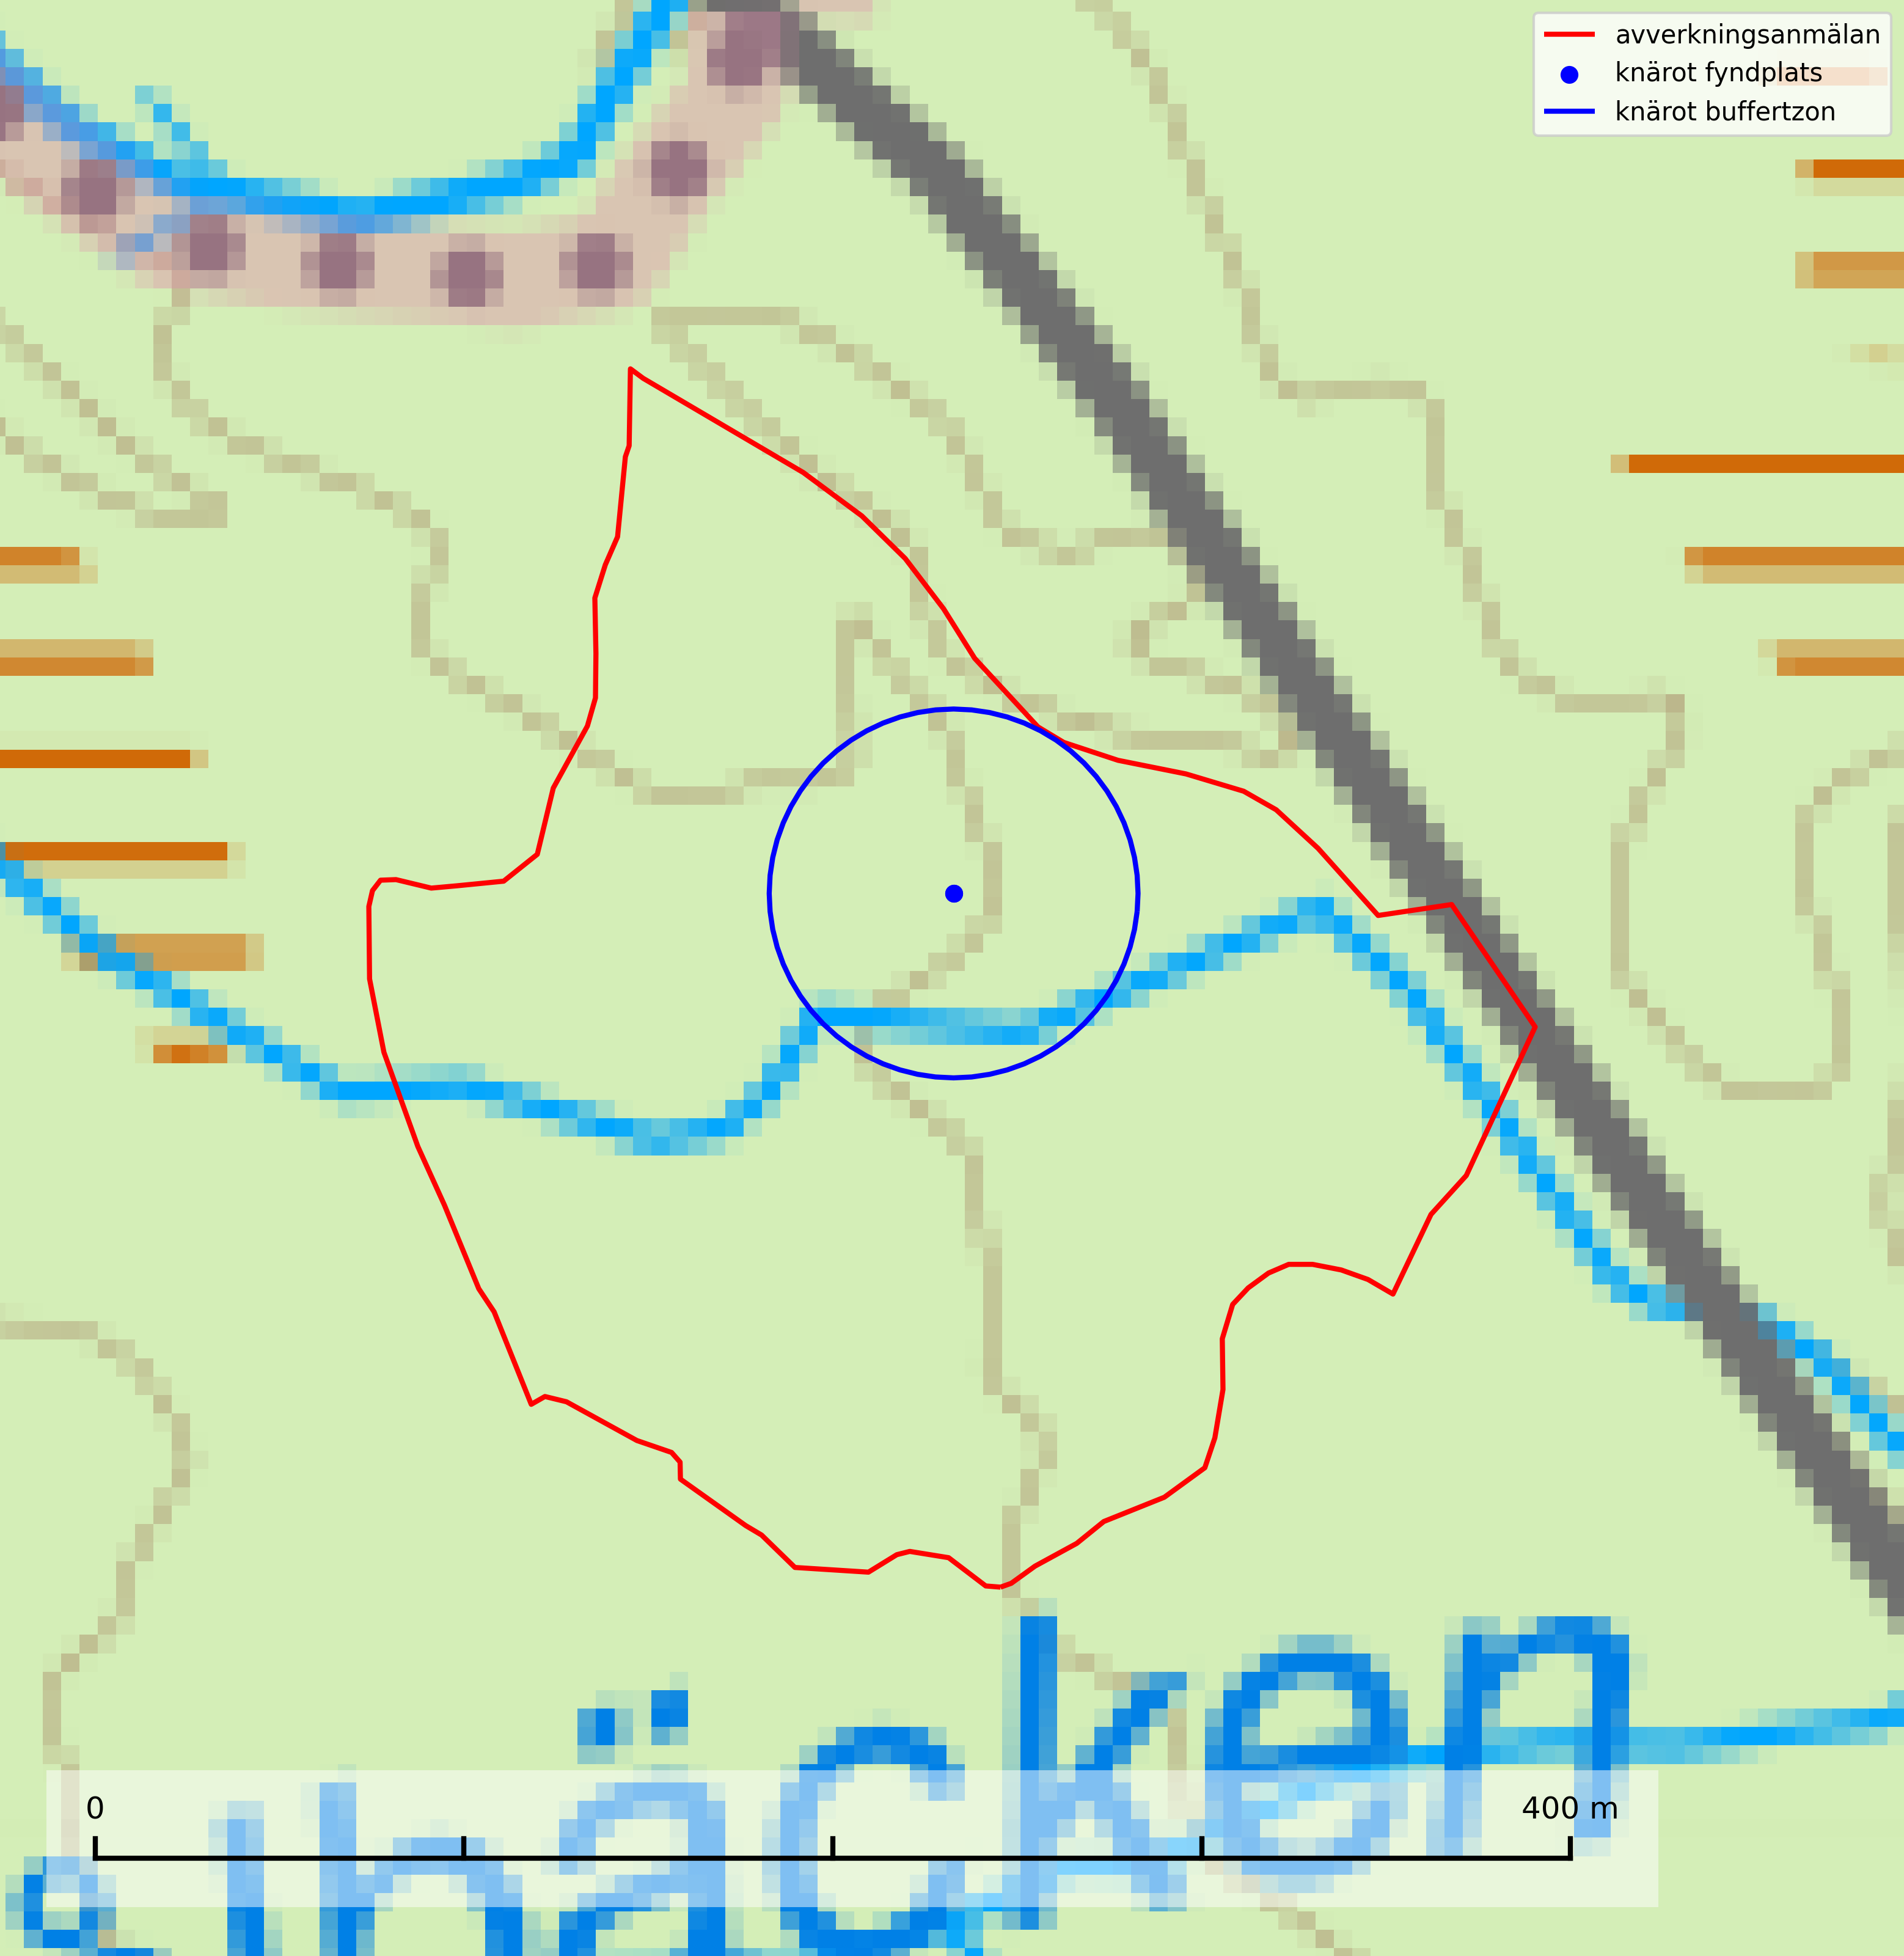 avverkningsanmälan
knärot fyndplats
knärot buffertzon
0 400 m